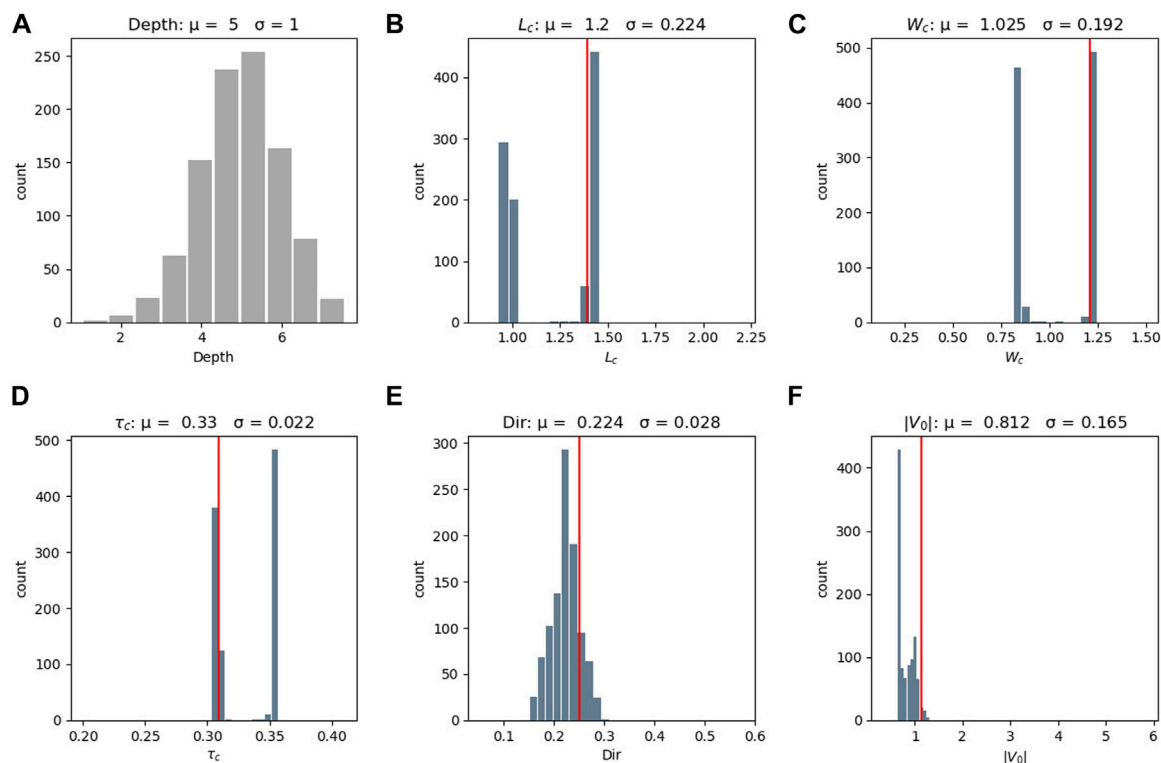 A
Depth: μ = 5 σ = 1
250
200
150
100
50
0
count
2 4 6
Depth
B
L_c: μ = 1.2 σ = 0.224
400
300
200
100
0
count
1.00 1.25 1.50 1.75 2.00 2.25
L_c
C
W_c: μ = 1.025 σ = 0.192
500
400
300
200
100
0
count
0.25 0.50 0.75 1.00 1.25 1.50
W_c
D
τ_c: μ = 0.33 σ = 0.022
500
400
300
200
100
0
count
0.20 0.25 0.30 0.35 0.40
τ_c
E
Dir: μ = 0.224 σ = 0.028
300
250
200
150
100
50
0
count
0.1 0.2 0.3 0.4 0.5 0.6
Dir
F
|V_0|: μ = 0.812 σ = 0.165
400
300
200
100
0
count
1 2 3 4 5 6
|V_0|